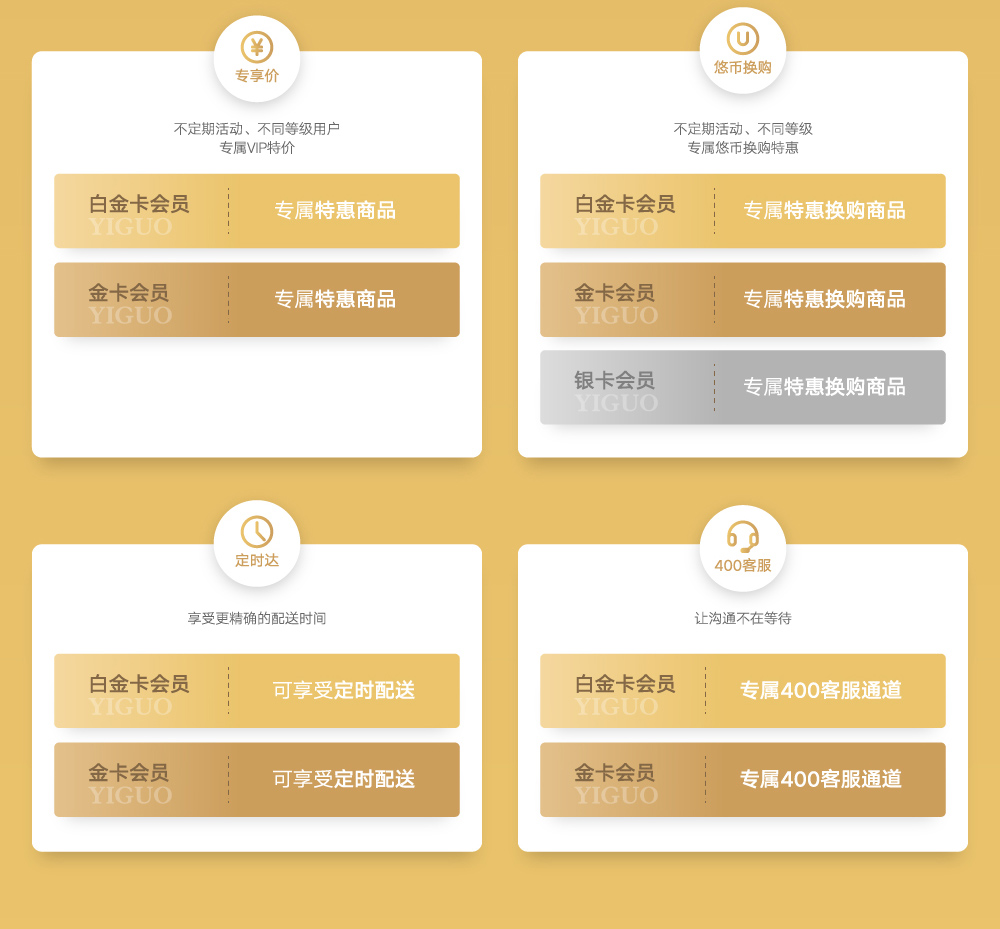 ¥
专享价
不定期活动、不同等级用户
专属VIP特价
白金卡会员
YIGUO
专属特惠商品
金卡会员
YIGUO
专属特惠商品
U
悠币换购
不定期活动、不同等级
专属悠币换购特惠
白金卡会员
YIGUO
专属特惠换购商品
金卡会员
YIGUO
专属特惠换购商品
银卡会员
YIGUO
专属特惠换购商品
定时达
享受更精确的配送时间
白金卡会员
YIGUO
可享受定时配送
金卡会员
YIGUO
可享受定时配送
400客服
让沟通不在等待
白金卡会员
YIGUO
专属400客服通道
金卡会员
YIGUO
专属400客服通道